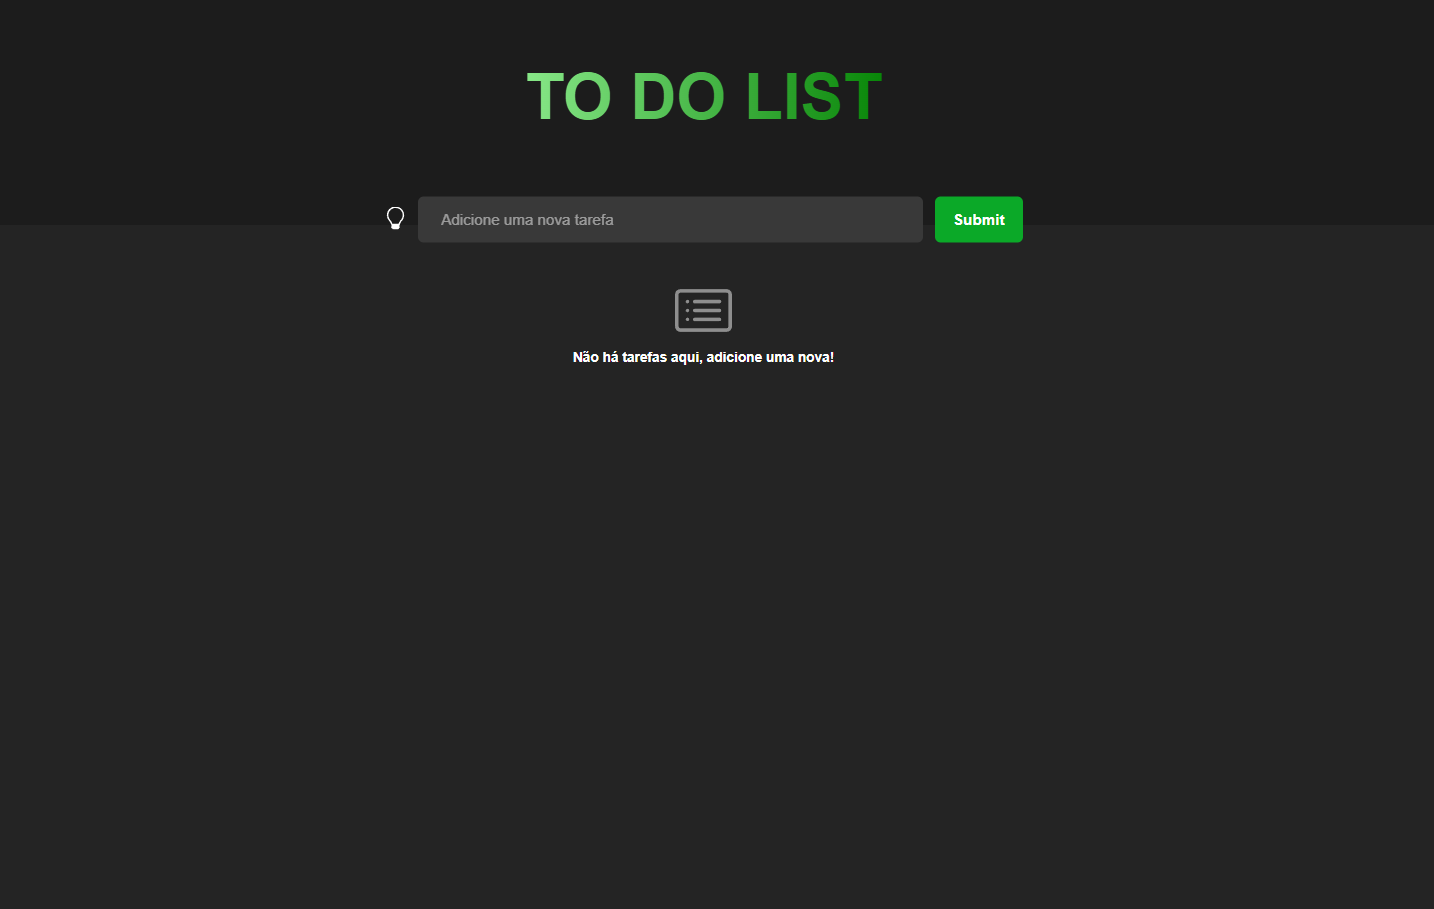 TO DO LIST
Adicione uma nova tarefa
Submit
Não há tarefas aqui, adicione uma nova!